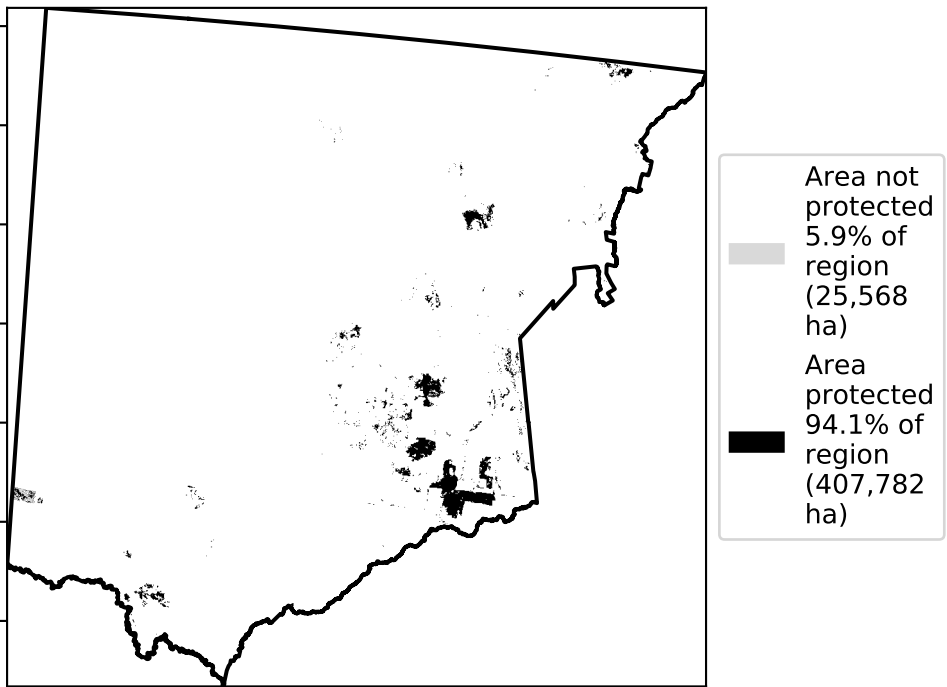 Area not
protected
5.9% of
region
(25,568
ha)
Area
protected
94.1% of
region
(407,782
ha)